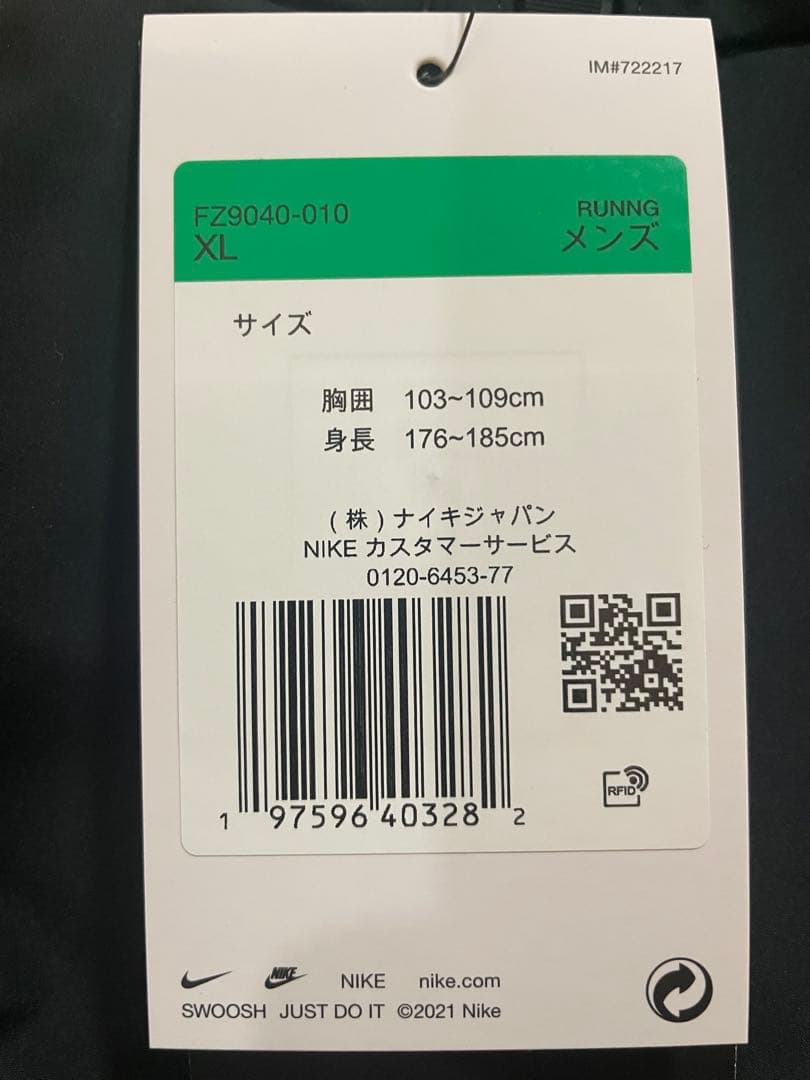 IM#722217
FZ9040-010
XL
RUNNG
メンズ
サイズ
胸囲 103~109cm
身長 176~185cm
(株)ナイキジャパン
NIKE カスタマーサービス
0120-6453-77
1 97596 40328 2
RFID
NIKE
NIKE nike.com
SWOOSH JUST DO IT ©2021 Nike